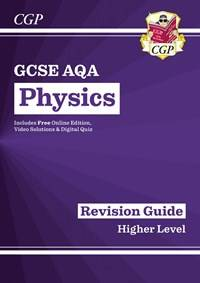 CGP
GCSE AQA
Physics
Includes Free Online Edition,
Video Solutions & Digital Quiz
CGP
Revision Guide
Higher Level